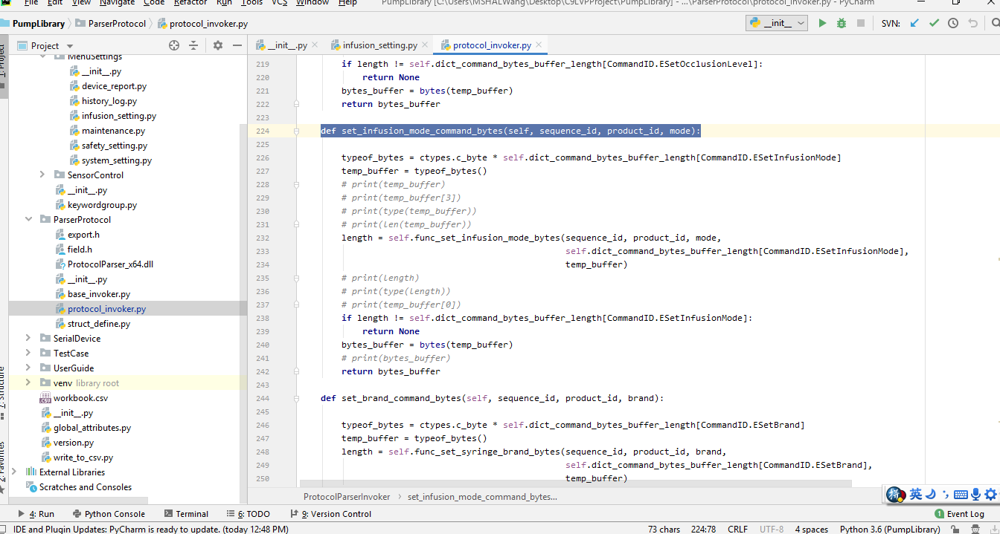 File Edit View Navigate Code Refactor Run Tools VCS Window Help PumpLibrary [C:\Users\MSHALWang\Desktop\C9LVPProject\PumpLibrary] - ...\ParserProtocol\protocol_invoker.py - PyCharm
PumpLibrary ParserProtocol protocol_invoker.py __init__ SVN:
Project __init__.py infusion_setting.py protocol_invoker.py
1: Project
7: Structure
2: Favorites
MenuSettings
__init__.py
device_report.py
history_log.py
infusion_setting.py
maintenance.py
safety_setting.py
system_setting.py
SensorControl
__init__.py
keywordgroup.py
ParserProtocol
export.h
field.h
ProtocolParser_x64.dll
__init__.py
base_invoker.py
protocol_invoker.py
struct_define.py
SerialDevice
TestCase
UserGuide
venv library root
workbook.csv
__init__.py
global_attributes.py
version.py
write_to_csv.py
External Libraries
Scratches and Consoles
219 if length != self.dict_command_bytes_buffer_length[CommandID.ESetOcclusionLevel]:
220 return None
221 bytes_buffer = bytes(temp_buffer)
222 return bytes_buffer
223
224 def set_infusion_mode_command_bytes(self, sequence_id, product_id, mode):
225
226 typeof_bytes = ctypes.c_byte * self.dict_command_bytes_buffer_length[CommandID.ESetInfusionMode]
227 temp_buffer = typeof_bytes()
228 # print(temp_buffer)
229 # print(temp_buffer[3])
230 # print(type(temp_buffer))
231 # print(len(temp_buffer))
232 length = self.func_set_infusion_mode_bytes(sequence_id, product_id, mode,
233 self.dict_command_bytes_buffer_length[CommandID.ESetInfusionMode],
234 temp_buffer)
235 # print(length)
236 # print(type(length))
237 # print(temp_buffer[0])
238 if length != self.dict_command_bytes_buffer_length[CommandID.ESetInfusionMode]:
239 return None
240 bytes_buffer = bytes(temp_buffer)
241 # print(bytes_buffer)
242 return bytes_buffer
243
244 def set_brand_command_bytes(self, sequence_id, product_id, brand):
245
246 typeof_bytes = ctypes.c_byte * self.dict_command_bytes_buffer_length[CommandID.ESetBrand]
247 temp_buffer = typeof_bytes()
248 length = self.func_set_syringe_brand_bytes(sequence_id, product_id, brand,
249 self.dict_command_bytes_buffer_length[CommandID.ESetBrand],
250 temp_buffer)
ProtocolParserInvoker set_infusion_mode_command_bytes...
拼 英
4: Run Python Console Terminal 6: TODO 9: Version Control 1 Event Log
IDE and Plugin Updates: PyCharm is ready to update. (today 12:48 PM) 73 chars 224:78 CRLF UTF-8 4 spaces Python 3.6 (PumpLibrary)